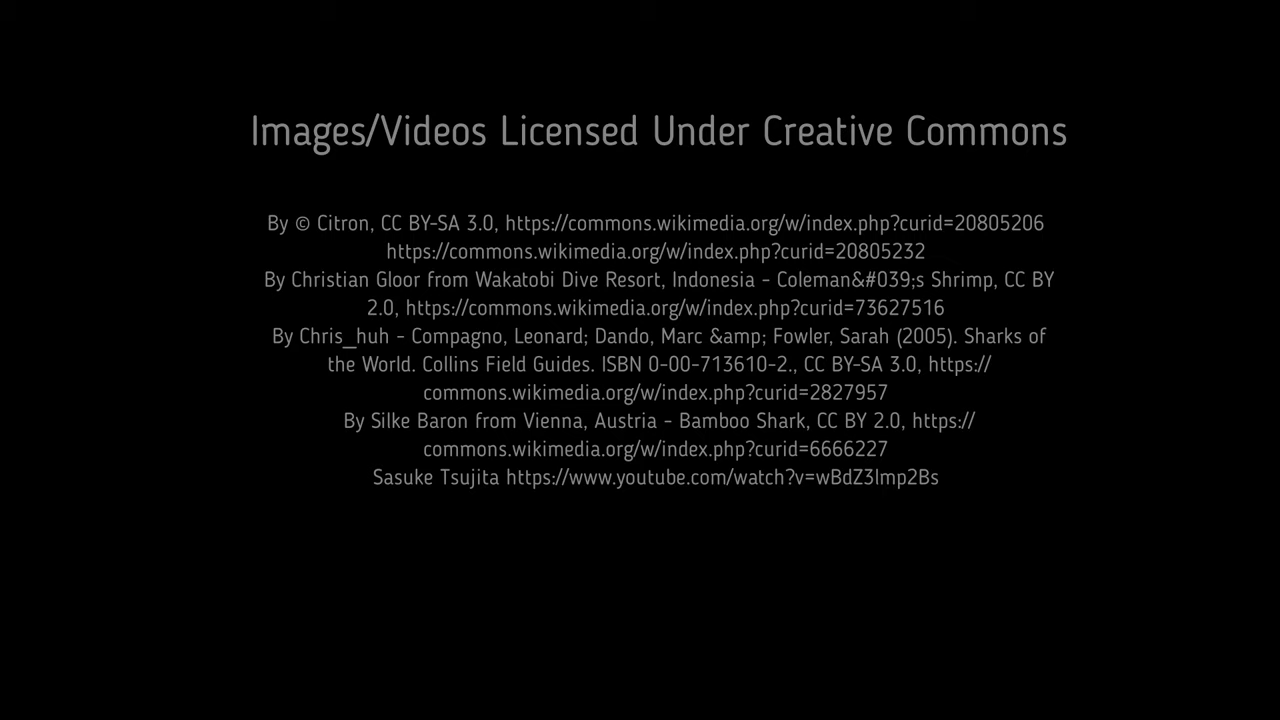 Images/Videos Licensed Under Creative Commons
By © Citron, CC BY-SA 3.0, https://commons.wikimedia.org/w/index.php?curid=20805206
https://commons.wikimedia.org/w/index.php?curid=20805232
By Christian Gloor from Wakatobi Dive Resort, Indonesia - Coleman&#039;s Shrimp, CC BY
2.0, https://commons.wikimedia.org/w/index.php?curid=73627516
By Chris_huh - Compagno, Leonard; Dando, Marc &amp; Fowler, Sarah (2005). Sharks of
the World. Collins Field Guides. ISBN 0-00-713610-2., CC BY-SA 3.0, https://
commons.wikimedia.org/w/index.php?curid=2827957
By Silke Baron from Vienna, Austria - Bamboo Shark, CC BY 2.0, https://
commons.wikimedia.org/w/index.php?curid=6666227
Sasuke Tsujita https://www.youtube.com/watch?v=wBdZ3lmp2Bs